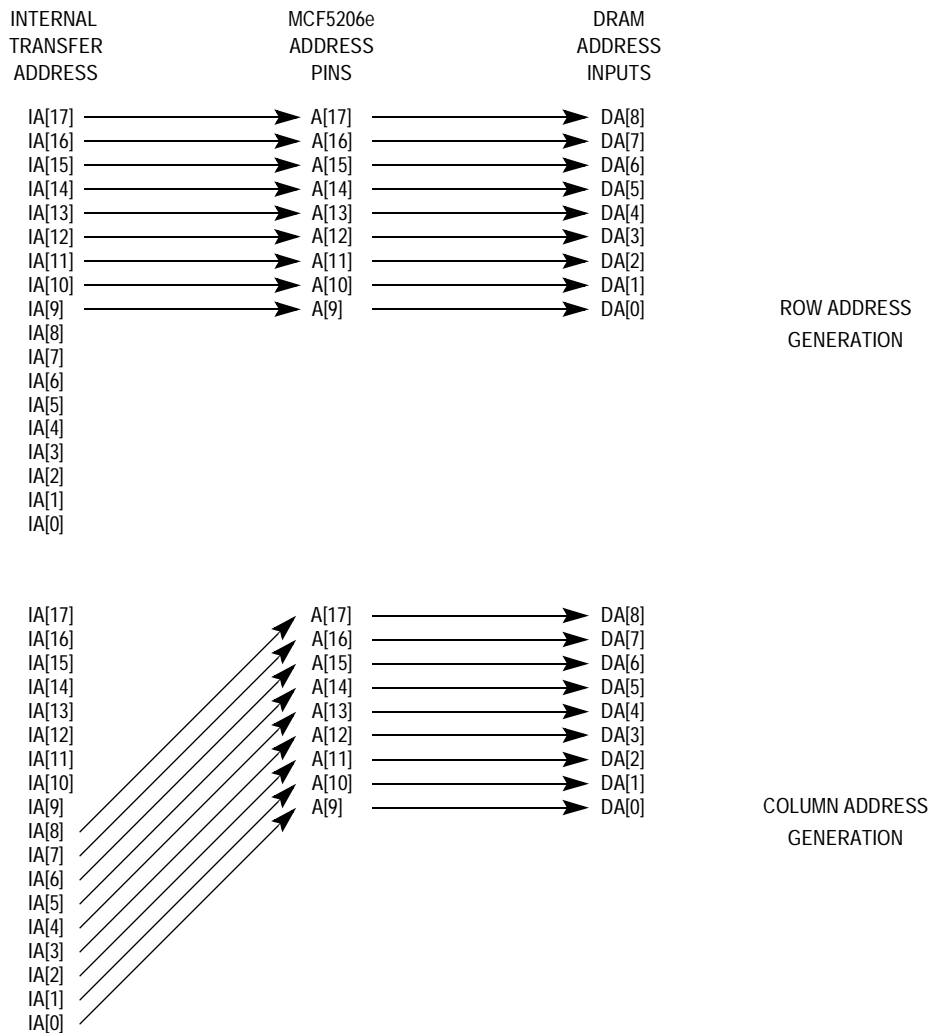 INTERNAL MCF5206e DRAM
TRANSFER ADDRESS ADDRESS
ADDRESS PINS INPUTS
IA[17] A[17] DA[8]
IA[16] A[16] DA[7]
IA[15] A[15] DA[6]
IA[14] A[14] DA[5]
IA[13] A[13] DA[4]
IA[12] A[12] DA[3]
IA[11] A[11] DA[2]
IA[10] A[10] DA[1]
IA[9] A[9] DA[0] ROW ADDRESS
IA[8] GENERATION
IA[7]
IA[6]
IA[5]
IA[4]
IA[3]
IA[2]
IA[1]
IA[0]
IA[17] A[17] DA[8]
IA[16] A[16] DA[7]
IA[15] A[15] DA[6]
IA[14] A[14] DA[5]
IA[13] A[13] DA[4]
IA[12] A[12] DA[3]
IA[11] A[11] DA[2]
IA[10] A[10] DA[1]
IA[9] A[9] DA[0] COLUMN ADDRESS
IA[8] GENERATION
IA[7]
IA[6]
IA[5]
IA[4]
IA[3]
IA[2]
IA[1]
IA[0]